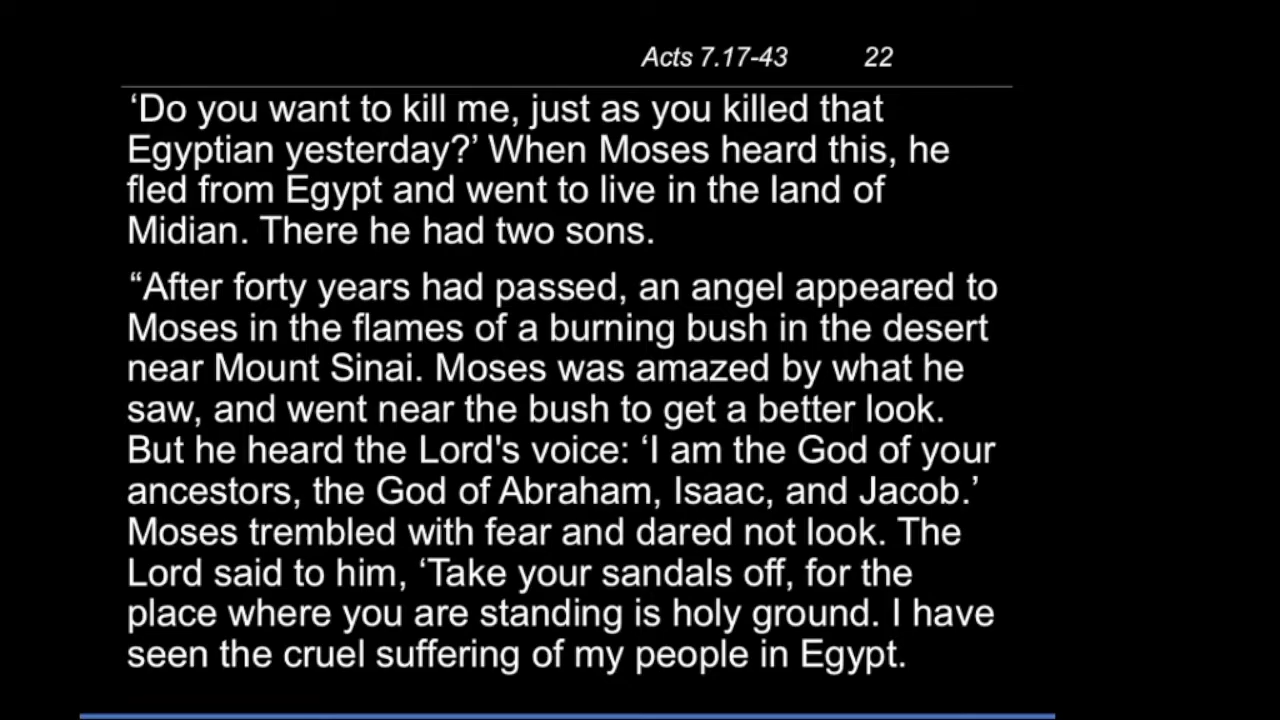 Acts 7.17-43 22
‘Do you want to kill me, just as you killed that
Egyptian yesterday?’ When Moses heard this, he
fled from Egypt and went to live in the land of
Midian. There he had two sons.
“After forty years had passed, an angel appeared to
Moses in the flames of a burning bush in the desert
near Mount Sinai. Moses was amazed by what he
saw, and went near the bush to get a better look.
But he heard the Lord's voice: ‘I am the God of your
ancestors, the God of Abraham, Isaac, and Jacob.’
Moses trembled with fear and dared not look. The
Lord said to him, ‘Take your sandals off, for the
place where you are standing is holy ground. I have
seen the cruel suffering of my people in Egypt.